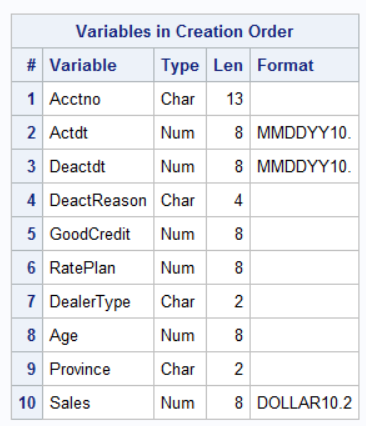 Variables in Creation Order
# Variable Type Len Format
1 Acctno Char 13
2 Actdt Num 8 MMDDYY10.
3 Deactdt Num 8 MMDDYY10.
4 DeactReason Char 4
5 GoodCredit Num 8
6 RatePlan Num 8
7 DealerType Char 2
8 Age Num 8
9 Province Char 2
10 Sales Num 8 DOLLAR10.2